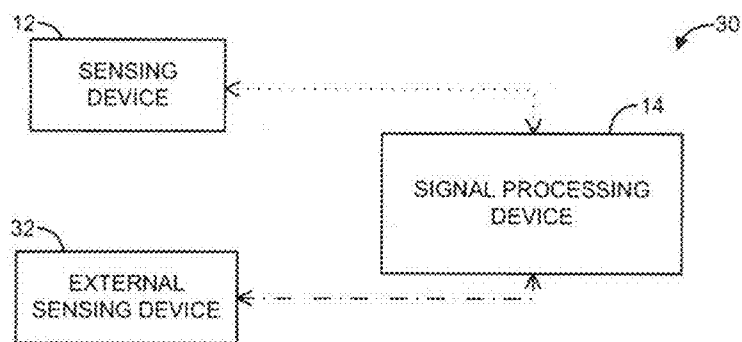 12
30
SENSING
DEVICE
14
SIGNAL PROCESSING
DEVICE
32
EXTERNAL
SENSING DEVICE